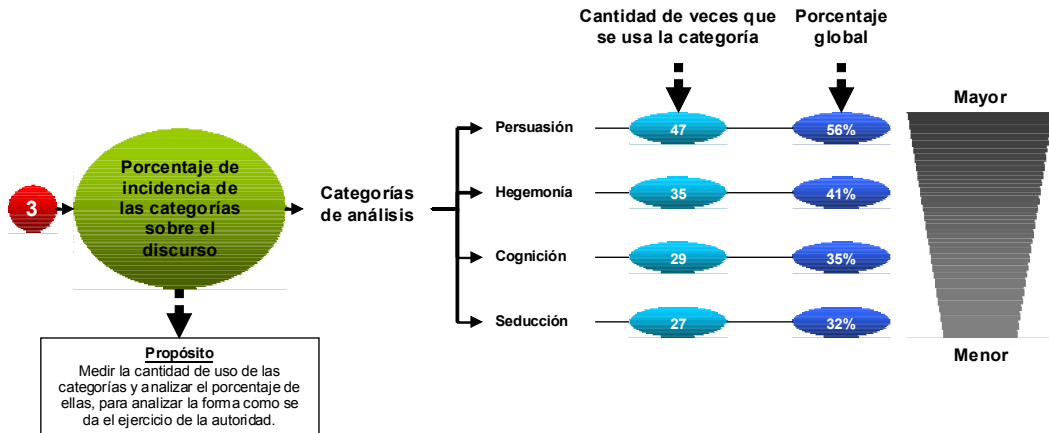 Cantidad de veces que
se usa la categoría
Porcentaje
global
Mayor
3
Porcentaje de
incidencia de
las categorías
sobre el
discurso
Categorías
de análisis
Persuasión
47
56%
Hegemonía
35
41%
Cognición
29
35%
Seducción
27
32%
Menor
Propósito
Medir la cantidad de uso de las
categorías y analizar el porcentaje de
ellas, para analizar la forma como se
da el ejercicio de la autoridad.